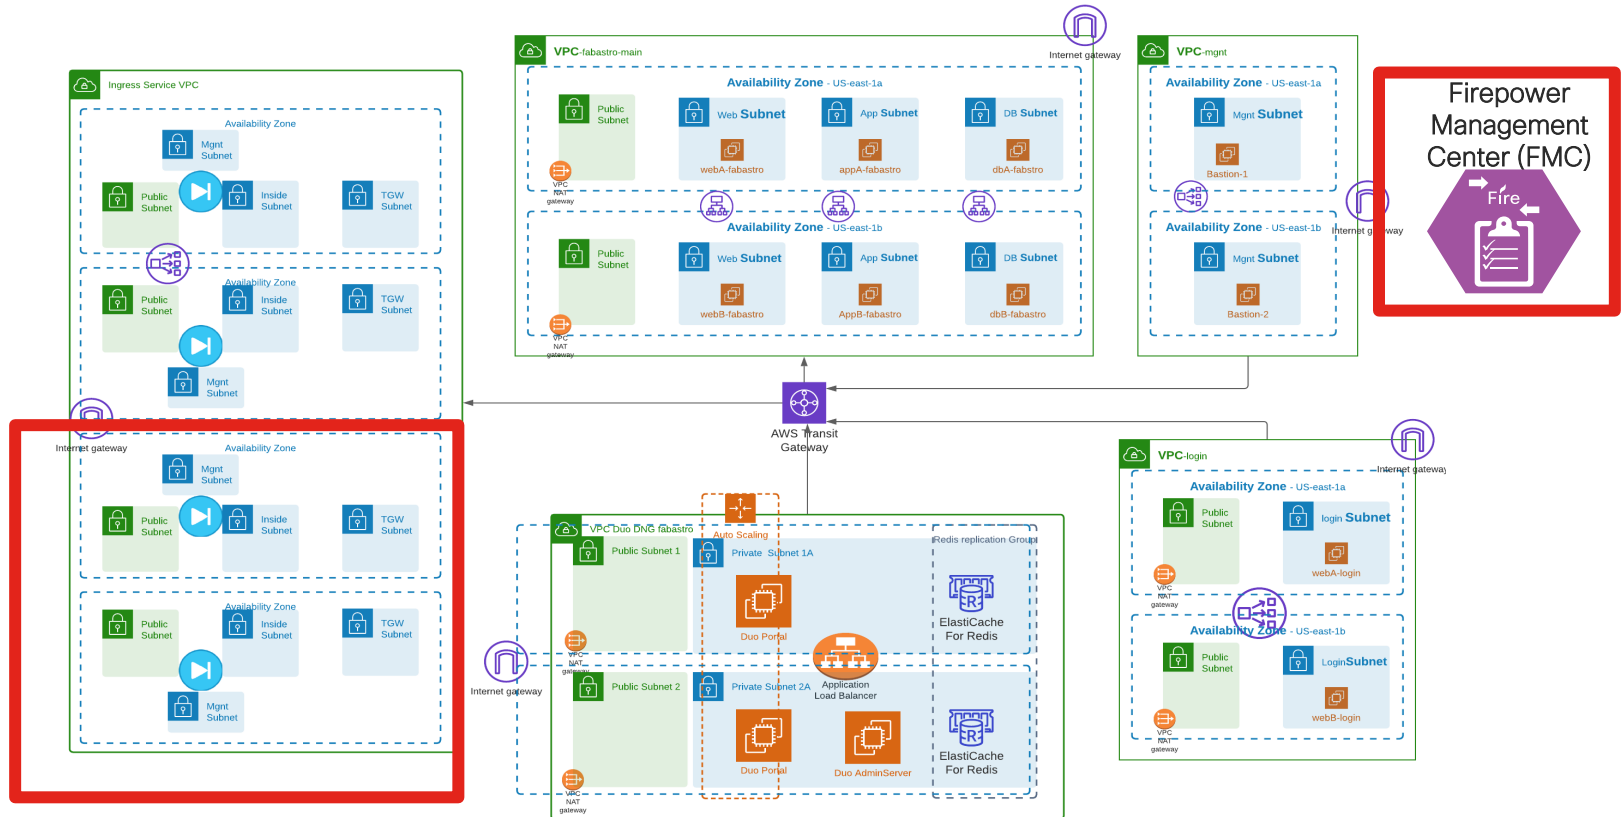 Ingress Service VPC
Availability Zone
Mgnt
Subnet
Public
Subnet
Inside
Subnet
TGW
Subnet
Availability Zone
Public
Subnet
Inside
Subnet
TGW
Subnet
Mgnt
Subnet
Internet gateway
Availability Zone
Mgnt
Subnet
Public
Subnet
Inside
Subnet
TGW
Subnet
Availability Zone
Public
Subnet
Inside
Subnet
TGW
Subnet
Mgnt
Subnet
VPC-fabastro-main
Internet gateway
Availability Zone - US-east-1a
Public
Subnet
Web Subnet
App Subnet
DB Subnet
webA-fabastro
appA-fabastro
dbA-fabstro
VPC
NAT
gateway
Availability Zone - US-east-1b
Public
Subnet
Web Subnet
App Subnet
DB Subnet
webB-fabastro
AppB-fabastro
dbB-fabastro
VPC
NAT
gateway
VPC-mgnt
Availability Zone - US-east-1a
Mgnt Subnet
Bastion-1
Internet gateway
Availability Zone - US-east-1b
Mgnt Subnet
Bastion-2
Firepower
Management
Center (FMC)
Fire
AWS Transit
Gateway
VPC Duo DNG fabastro
Auto Scaling
Redis replication Group
Public Subnet 1
Private Subnet 1A
Duo Portal
ElastiCache
For Redis
VPC
NAT
gateway
Internet gateway
Application
Load Balancer
Public Subnet 2
Private Subnet 2A
Duo Portal
Duo AdminServer
ElastiCache
For Redis
VPC
NAT
gateway
VPC-login
Internet gateway
Availability Zone - US-east-1a
Public
Subnet
login Subnet
webA-login
VPC
NAT
gateway
Availability Zone - US-east-1b
Public
Subnet
LoginSubnet
webB-login
VPC
NAT
gateway